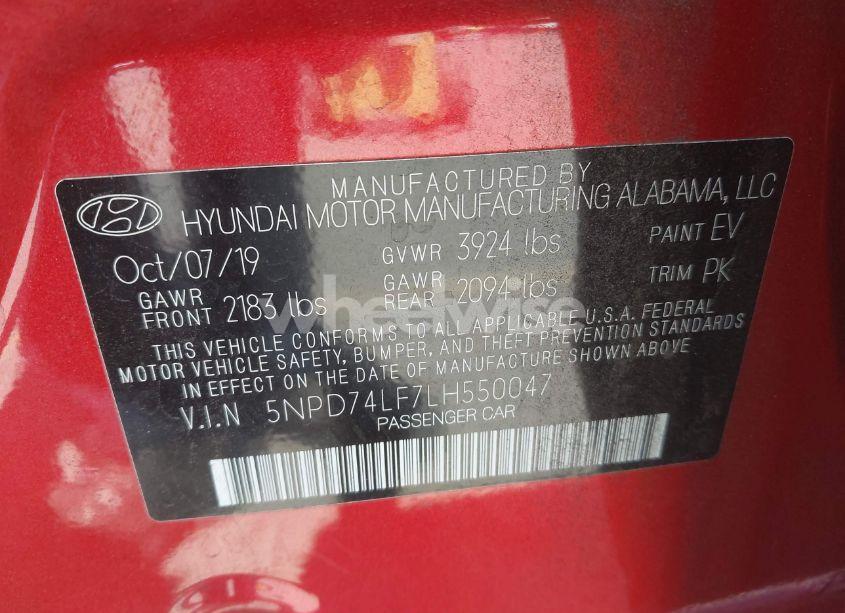 MANUFACTURED BY
HYUNDAI MOTOR MANUFACTURING ALABAMA, LLC
Oct/07/19 GVWR 3924 lbs PAINT EV
GAWR FRONT 2183 lbs GAWR REAR 2094 lbs TRIM PK
wheelwise
THIS VEHICLE CONFORMS TO ALL APPLICABLE U.S.A. FEDERAL
MOTOR VEHICLE SAFETY, BUMPER, AND THEFT PREVENTION STANDARDS
IN EFFECT ON THE DATE OF MANUFACTURE SHOWN ABOVE
V.I.N 5NPD74LF7LH550047
PASSENGER CAR